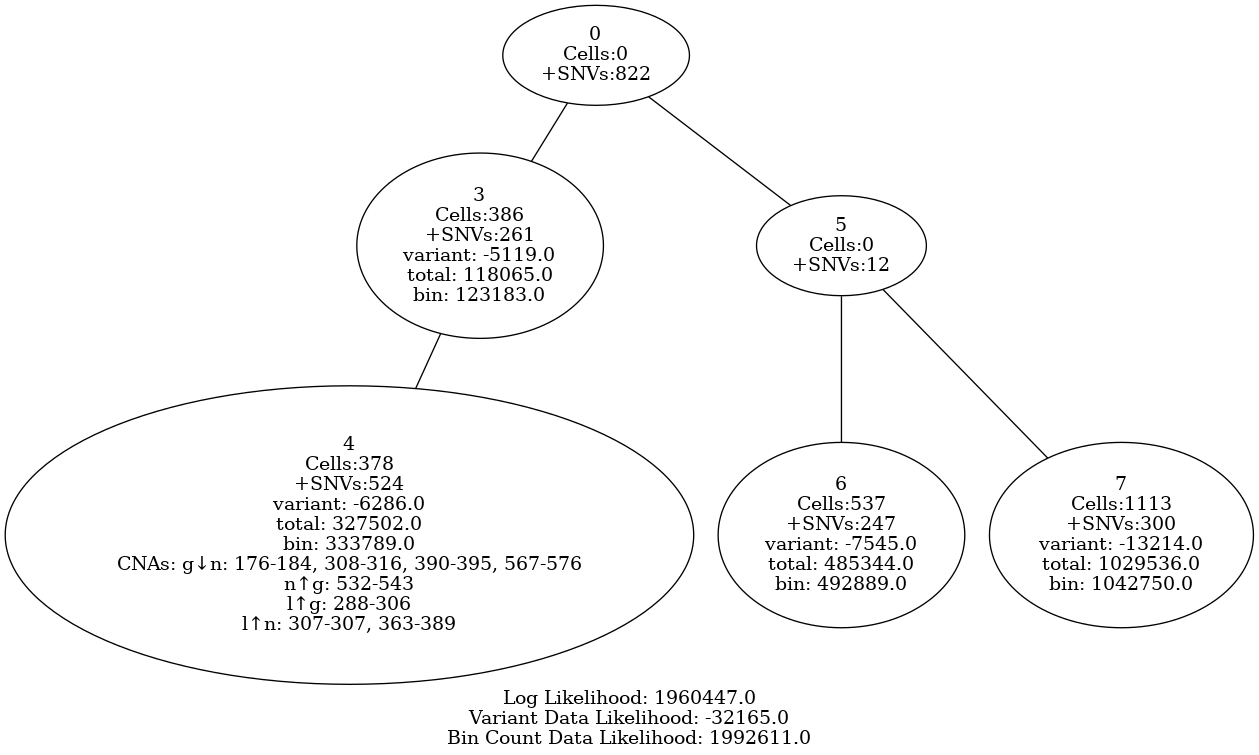 0
Cells:0
+SNVs:822
3
Cells:386
+SNVs:261
variant: -5119.0
total: 118065.0
bin: 123183.0
5
Cells:0
+SNVs:12
4
Cells:378
+SNVs:524
variant: -6286.0
total: 327502.0
bin: 333789.0
CNAs: g↓n: 176-184, 308-316, 390-395, 567-576
n↑g: 532-543
l↑g: 288-306
l↑n: 307-307, 363-389
6
Cells:537
+SNVs:247
variant: -7545.0
total: 485344.0
bin: 492889.0
7
Cells:1113
+SNVs:300
variant: -13214.0
total: 1029536.0
bin: 1042750.0
Log Likelihood: 1960447.0
Variant Data Likelihood: -32165.0
Bin Count Data Likelihood: 1992611.0